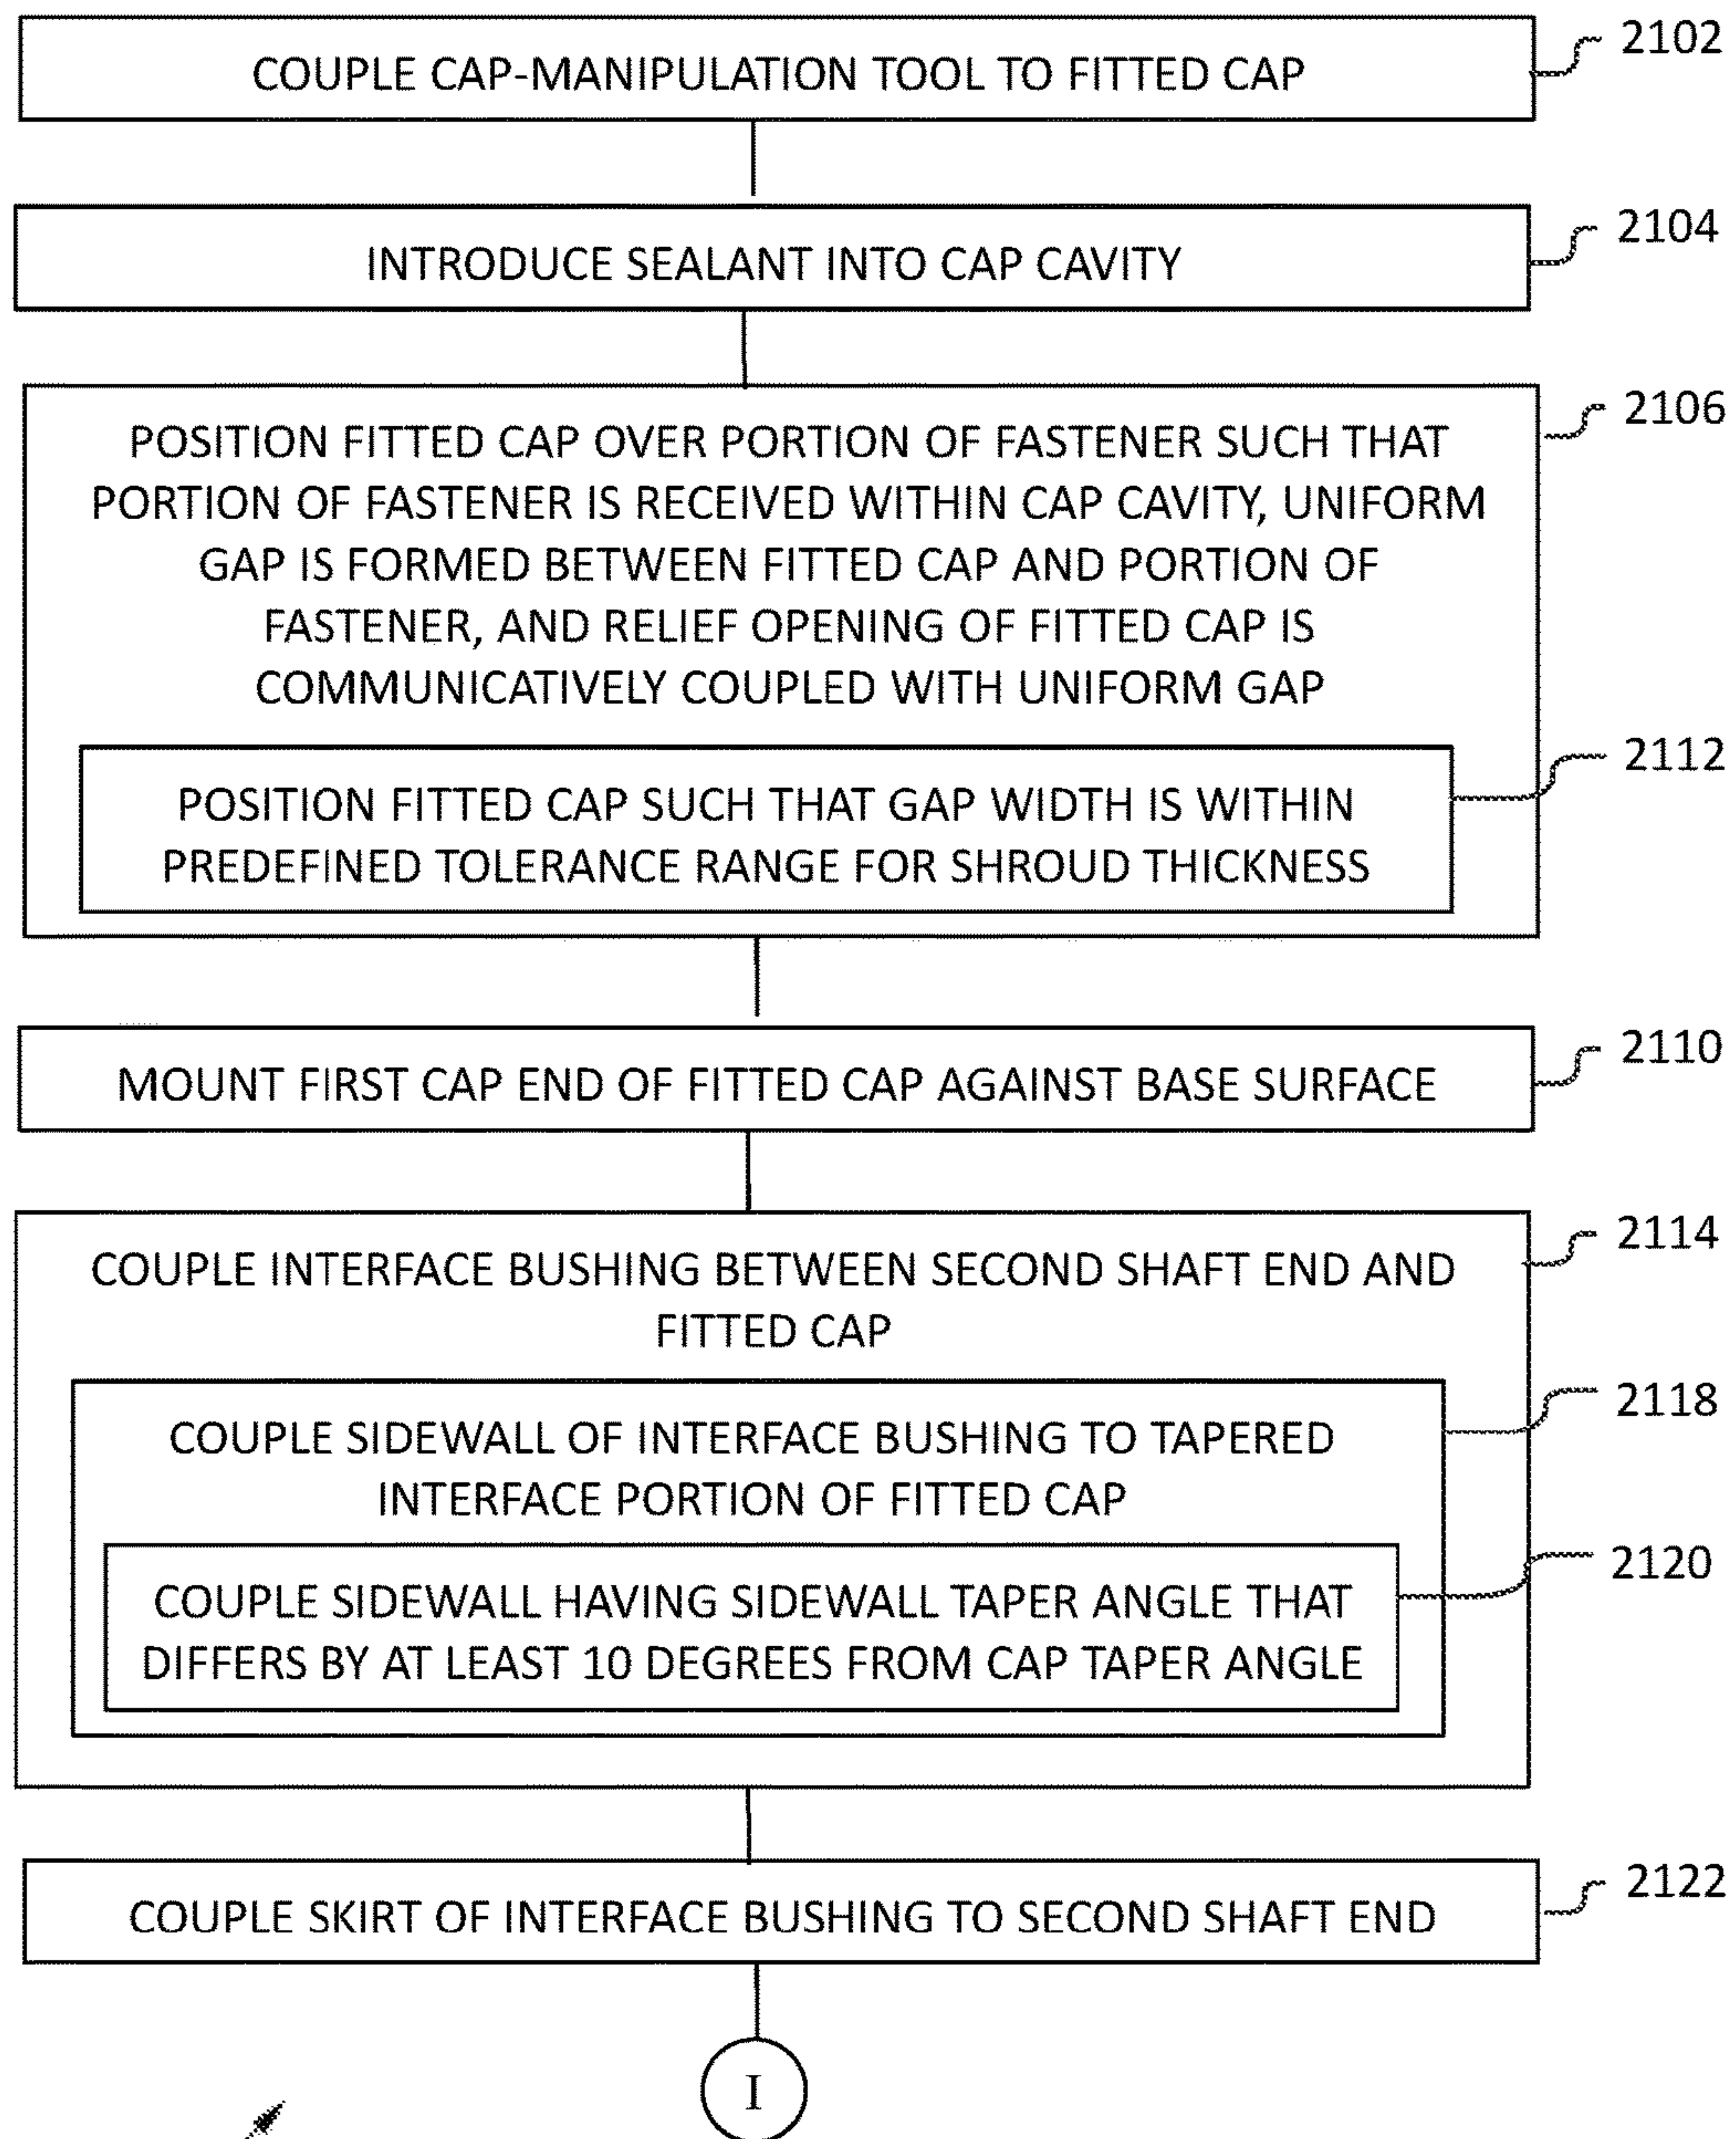 COUPLE CAP-MANIPULATION TOOL TO FITTED CAP
2102
INTRODUCE SEALANT INTO CAP CAVITY
2104
POSITION FITTED CAP OVER PORTION OF FASTENER SUCH THAT
PORTION OF FASTENER IS RECEIVED WITHIN CAP CAVITY, UNIFORM
GAP IS FORMED BETWEEN FITTED CAP AND PORTION OF
FASTENER, AND RELIEF OPENING OF FITTED CAP IS
COMMUNICATIVELY COUPLED WITH UNIFORM GAP
2106
POSITION FITTED CAP SUCH THAT GAP WIDTH IS WITHIN
PREDEFINED TOLERANCE RANGE FOR SHROUD THICKNESS
2112
MOUNT FIRST CAP END OF FITTED CAP AGAINST BASE SURFACE
2110
COUPLE INTERFACE BUSHING BETWEEN SECOND SHAFT END AND
FITTED CAP
2114
COUPLE SIDEWALL OF INTERFACE BUSHING TO TAPERED
INTERFACE PORTION OF FITTED CAP
2118
COUPLE SIDEWALL HAVING SIDEWALL TAPER ANGLE THAT
DIFFERS BY AT LEAST 10 DEGREES FROM CAP TAPER ANGLE
2120
COUPLE SKIRT OF INTERFACE BUSHING TO SECOND SHAFT END
2122
I